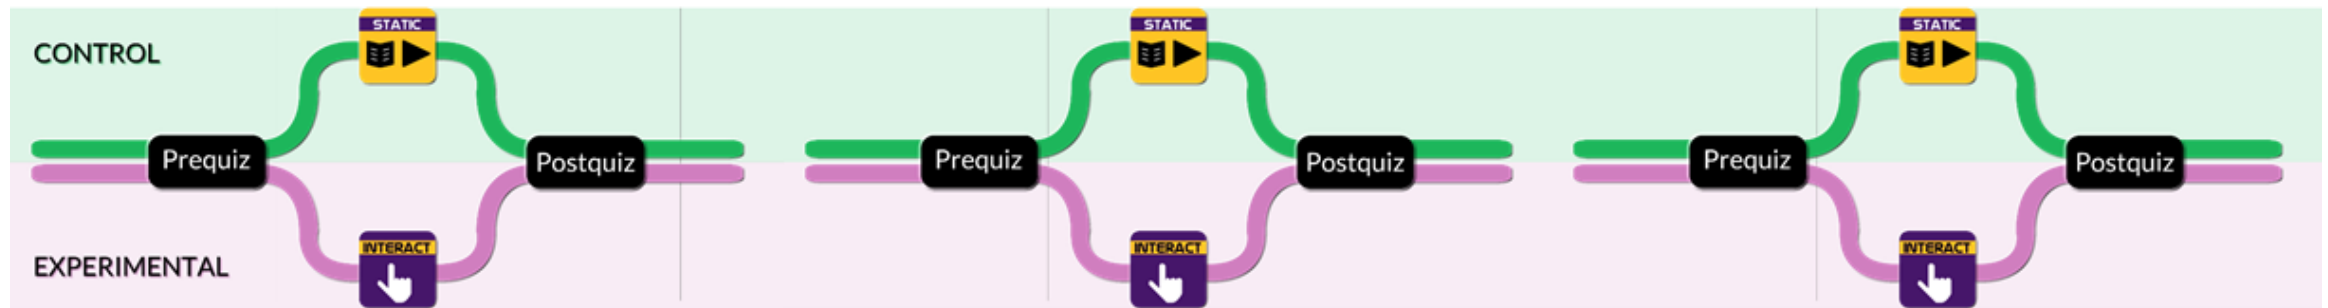 STATIC
STATIC
STATIC
CONTROL
Prequiz
Postquiz
Prequiz
Postquiz
Prequiz
Postquiz
INTERACT
INTERACT
INTERACT
EXPERIMENTAL